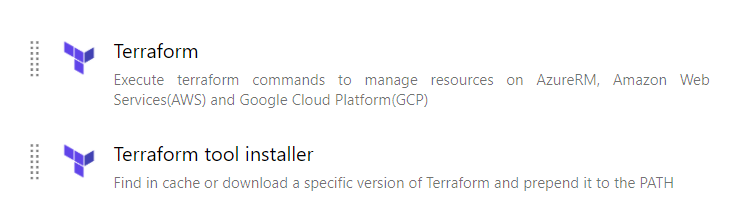 Terraform
Execute terraform commands to manage resources on AzureRM, Amazon Web
Services(AWS) and Google Cloud Platform(GCP)
Terraform tool installer
Find in cache or download a specific version of Terraform and prepend it to the PATH